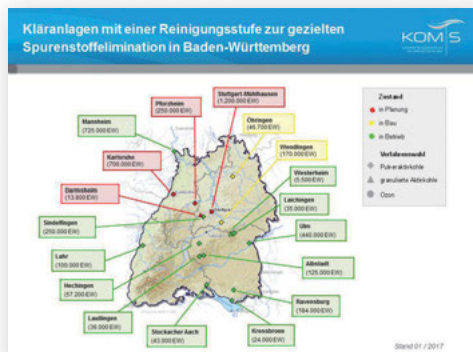 Kläranlagen mit einer Reinigungsstufe zur gezielten
Spurenstoffelimination in Baden-Württemberg
KOMS
Stuttgart-Mühlhausen
(1.200.000 EW)
Pforzheim
(250.000 EW)
Öhringen
(46.700 EW)
Mannheim
(725.000 EW)
Wendlingen
(170.000 EW)
Karlsruhe
(700.000 EW)
Westerheim
(5.500 EW)
Darmsheim
(13.800 EW)
Laichingen
(35.000 EW)
Sindelfingen
(250.000 EW)
Ulm
(440.000 EW)
Lahr
(100.000 EW)
Albstadt
(125.000 EW)
Hechingen
(57.200 EW)
Ravensburg
(184.000 EW)
Lautlingen
(36.000 EW)
Stockacher Aach
(43.000 EW)
Kressbronn
(24.000 EW)
Zustand
in Planung
in Bau
in Betrieb
Verfahrenswahl
Pulveraktivkohle
granulierte Aktivkohle
Ozon
Stand 01 / 2017